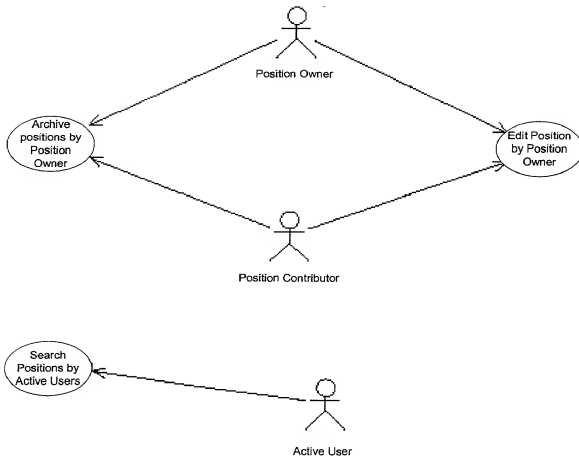 Position Owner
Archive
positions by
Position
Owner
Edit Position
by Position
Owner
Position Contributor
Search
Positions by
Active Users
Active User